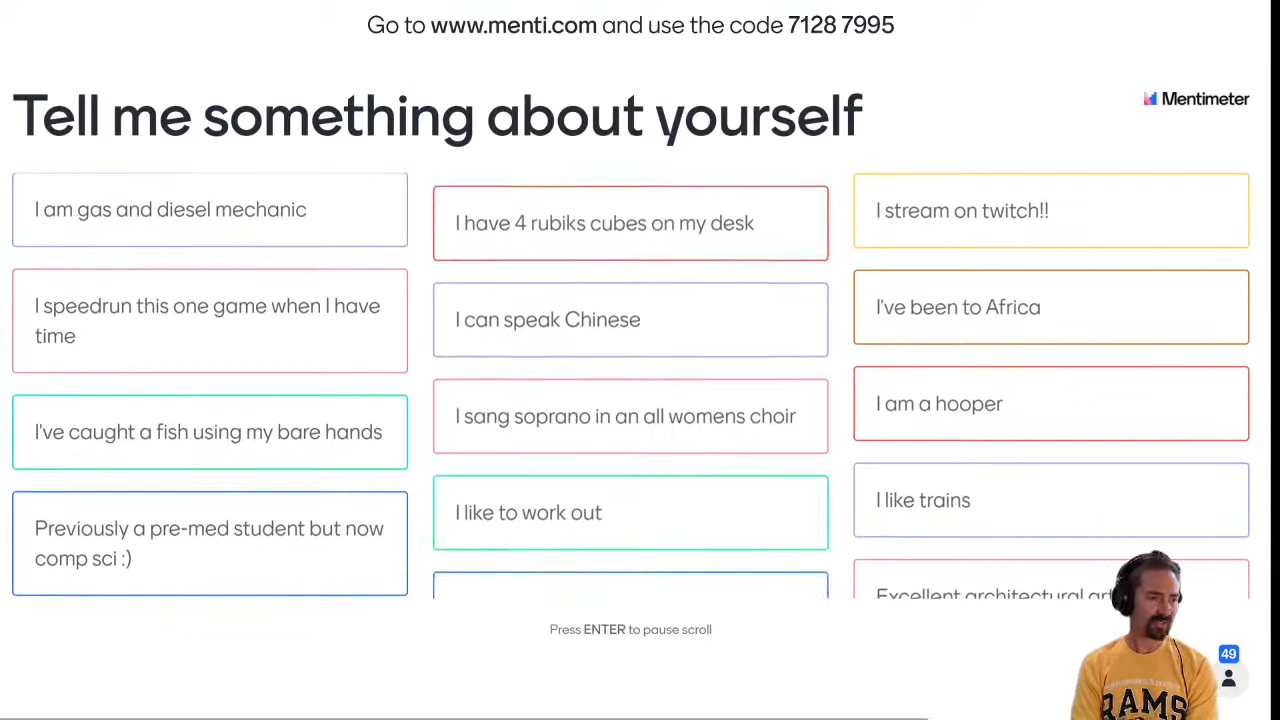 Go to www.menti.com and use the code 7128 7995
Tell me something about yourself
Mentimeter
I am gas and diesel mechanic
I speedrun this one game when I have
time
I've caught a fish using my bare hands
Previously a pre-med student but now
comp sci :)
I have 4 rubiks cubes on my desk
I can speak Chinese
I sang soprano in an all womens choir
I like to work out
I stream on twitch!!
I've been to Africa
I am a hooper
I like trains
Excellent architectural
Press ENTER to pause scroll
49
RAMS